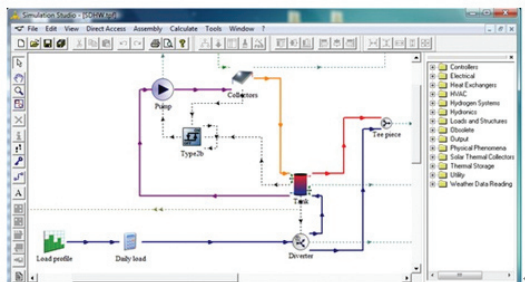 Simulation Studio - [SDHW.tpf]
File Edit View Direct Access Assembly Calculate Tools Window ?
Pump
Collectors
Type2b
Tee piece
Tank
Load profile
Daily load
Diverter
Controllers
Electrical
Heat Exchangers
HVAC
Hydrogen Systems
Hydronics
Loads and Structures
Obsolete
Output
Physical Phenomena
Solar Thermal Collectors
Thermal Storage
Utility
Weather Data Reading